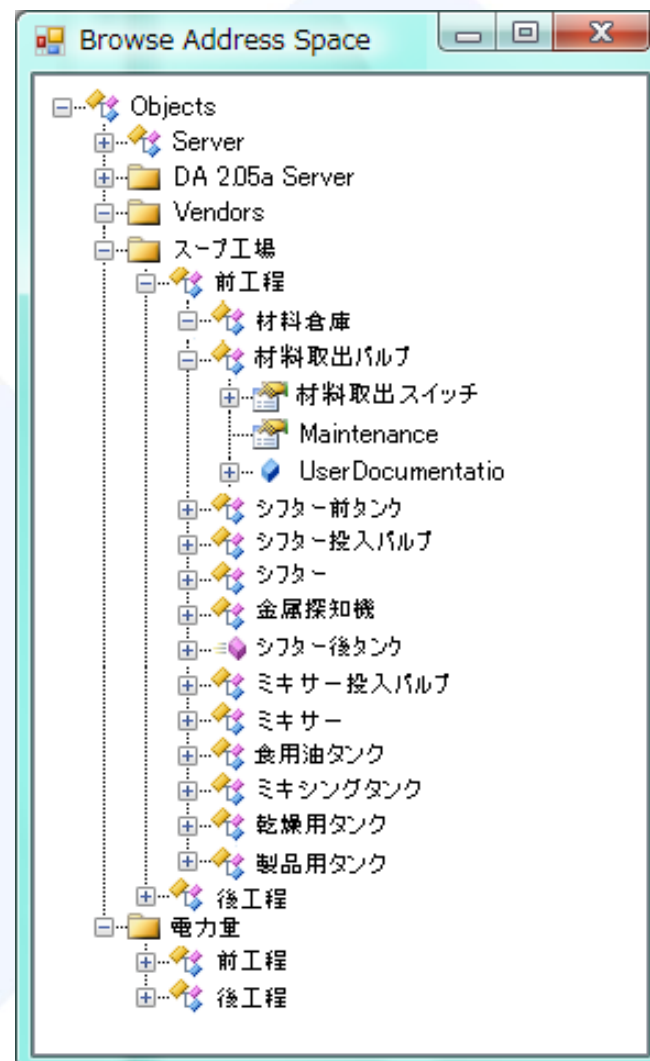 Browse Address Space
Objects
Server
DA 2.05a Server
Vendors
スープ工場
前工程
材料倉庫
材料取出バルブ
材料取出スイッチ
Maintenance
UserDocumentatio
シフター前タンク
シフター投入バルブ
シフター
金属探知機
シフター後タンク
ミキサー投入バルブ
ミキサー
食用油タンク
ミキシングタンク
乾燥用タンク
製品用タンク
後工程
電力量
前工程
後工程